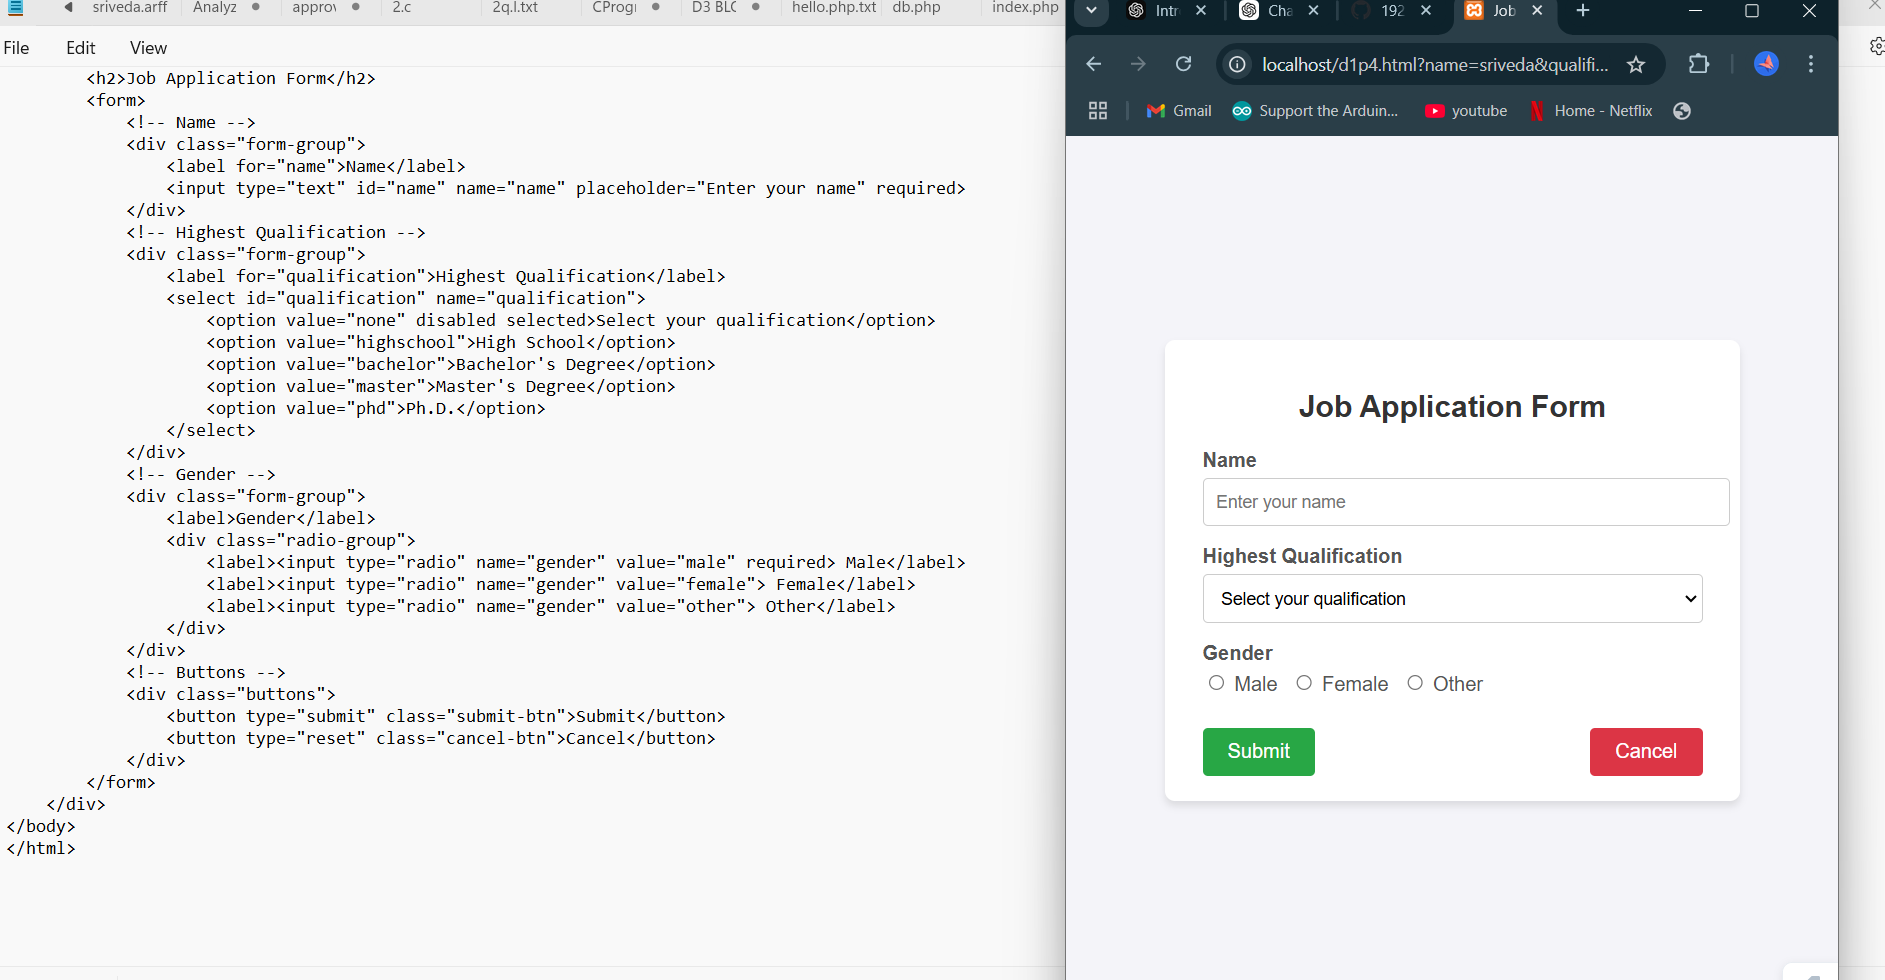 sriveda.arff Analyz approv 2.c 2q.l.txt CProgr D3 BLC hello.php.txt db.php index.php
File Edit View
<h2>Job Application Form</h2>
<form>
<!-- Name -->
<div class="form-group">
<label for="name">Name</label>
<input type="text" id="name" name="name" placeholder="Enter your name" required>
</div>
<!-- Highest Qualification -->
<div class="form-group">
<label for="qualification">Highest Qualification</label>
<select id="qualification" name="qualification">
<option value="none" disabled selected>Select your qualification</option>
<option value="highschool">High School</option>
<option value="bachelor">Bachelor's Degree</option>
<option value="master">Master's Degree</option>
<option value="phd">Ph.D.</option>
</select>
</div>
<!-- Gender -->
<div class="form-group">
<label>Gender</label>
<div class="radio-group">
<label><input type="radio" name="gender" value="male" required> Male</label>
<label><input type="radio" name="gender" value="female"> Female</label>
<label><input type="radio" name="gender" value="other"> Other</label>
</div>
</div>
<!-- Buttons -->
<div class="buttons">
<button type="submit" class="submit-btn">Submit</button>
<button type="reset" class="cancel-btn">Cancel</button>
</div>
</form>
</div>
</body>
</html>
Intr Cha 192 Job
localhost/d1p4.html?name=sriveda&qualifi...
Gmail Support the Arduin... youtube Home - Netflix
Job Application Form
Name
Enter your name
Highest Qualification
Select your qualification
Gender
Male Female Other
Submit Cancel